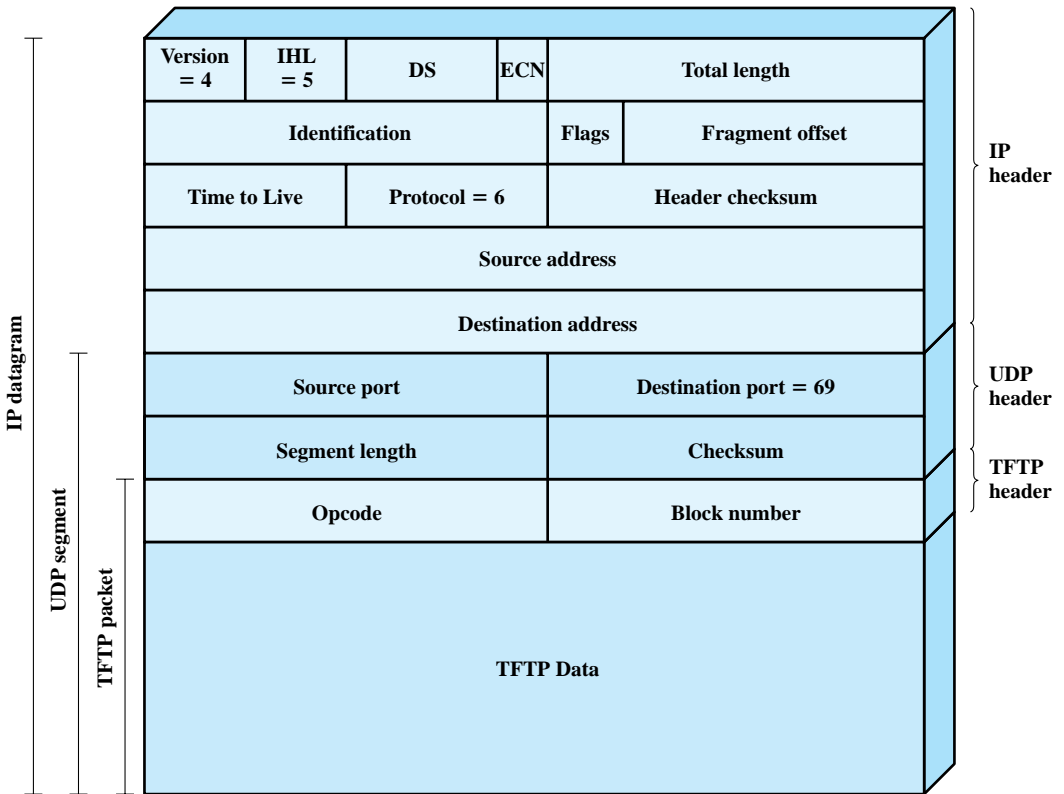 Version
= 4
IHL
= 5
DS
ECN
Total length
Identification
Flags
Fragment offset
Time to Live
Protocol = 6
Header checksum
Source address
Destination address
Source port
Destination port = 69
Segment length
Checksum
Opcode
Block number
TFTP Data
IP datagram
UDP segment
TFTP packet
IP
header
UDP
header
TFTP
header